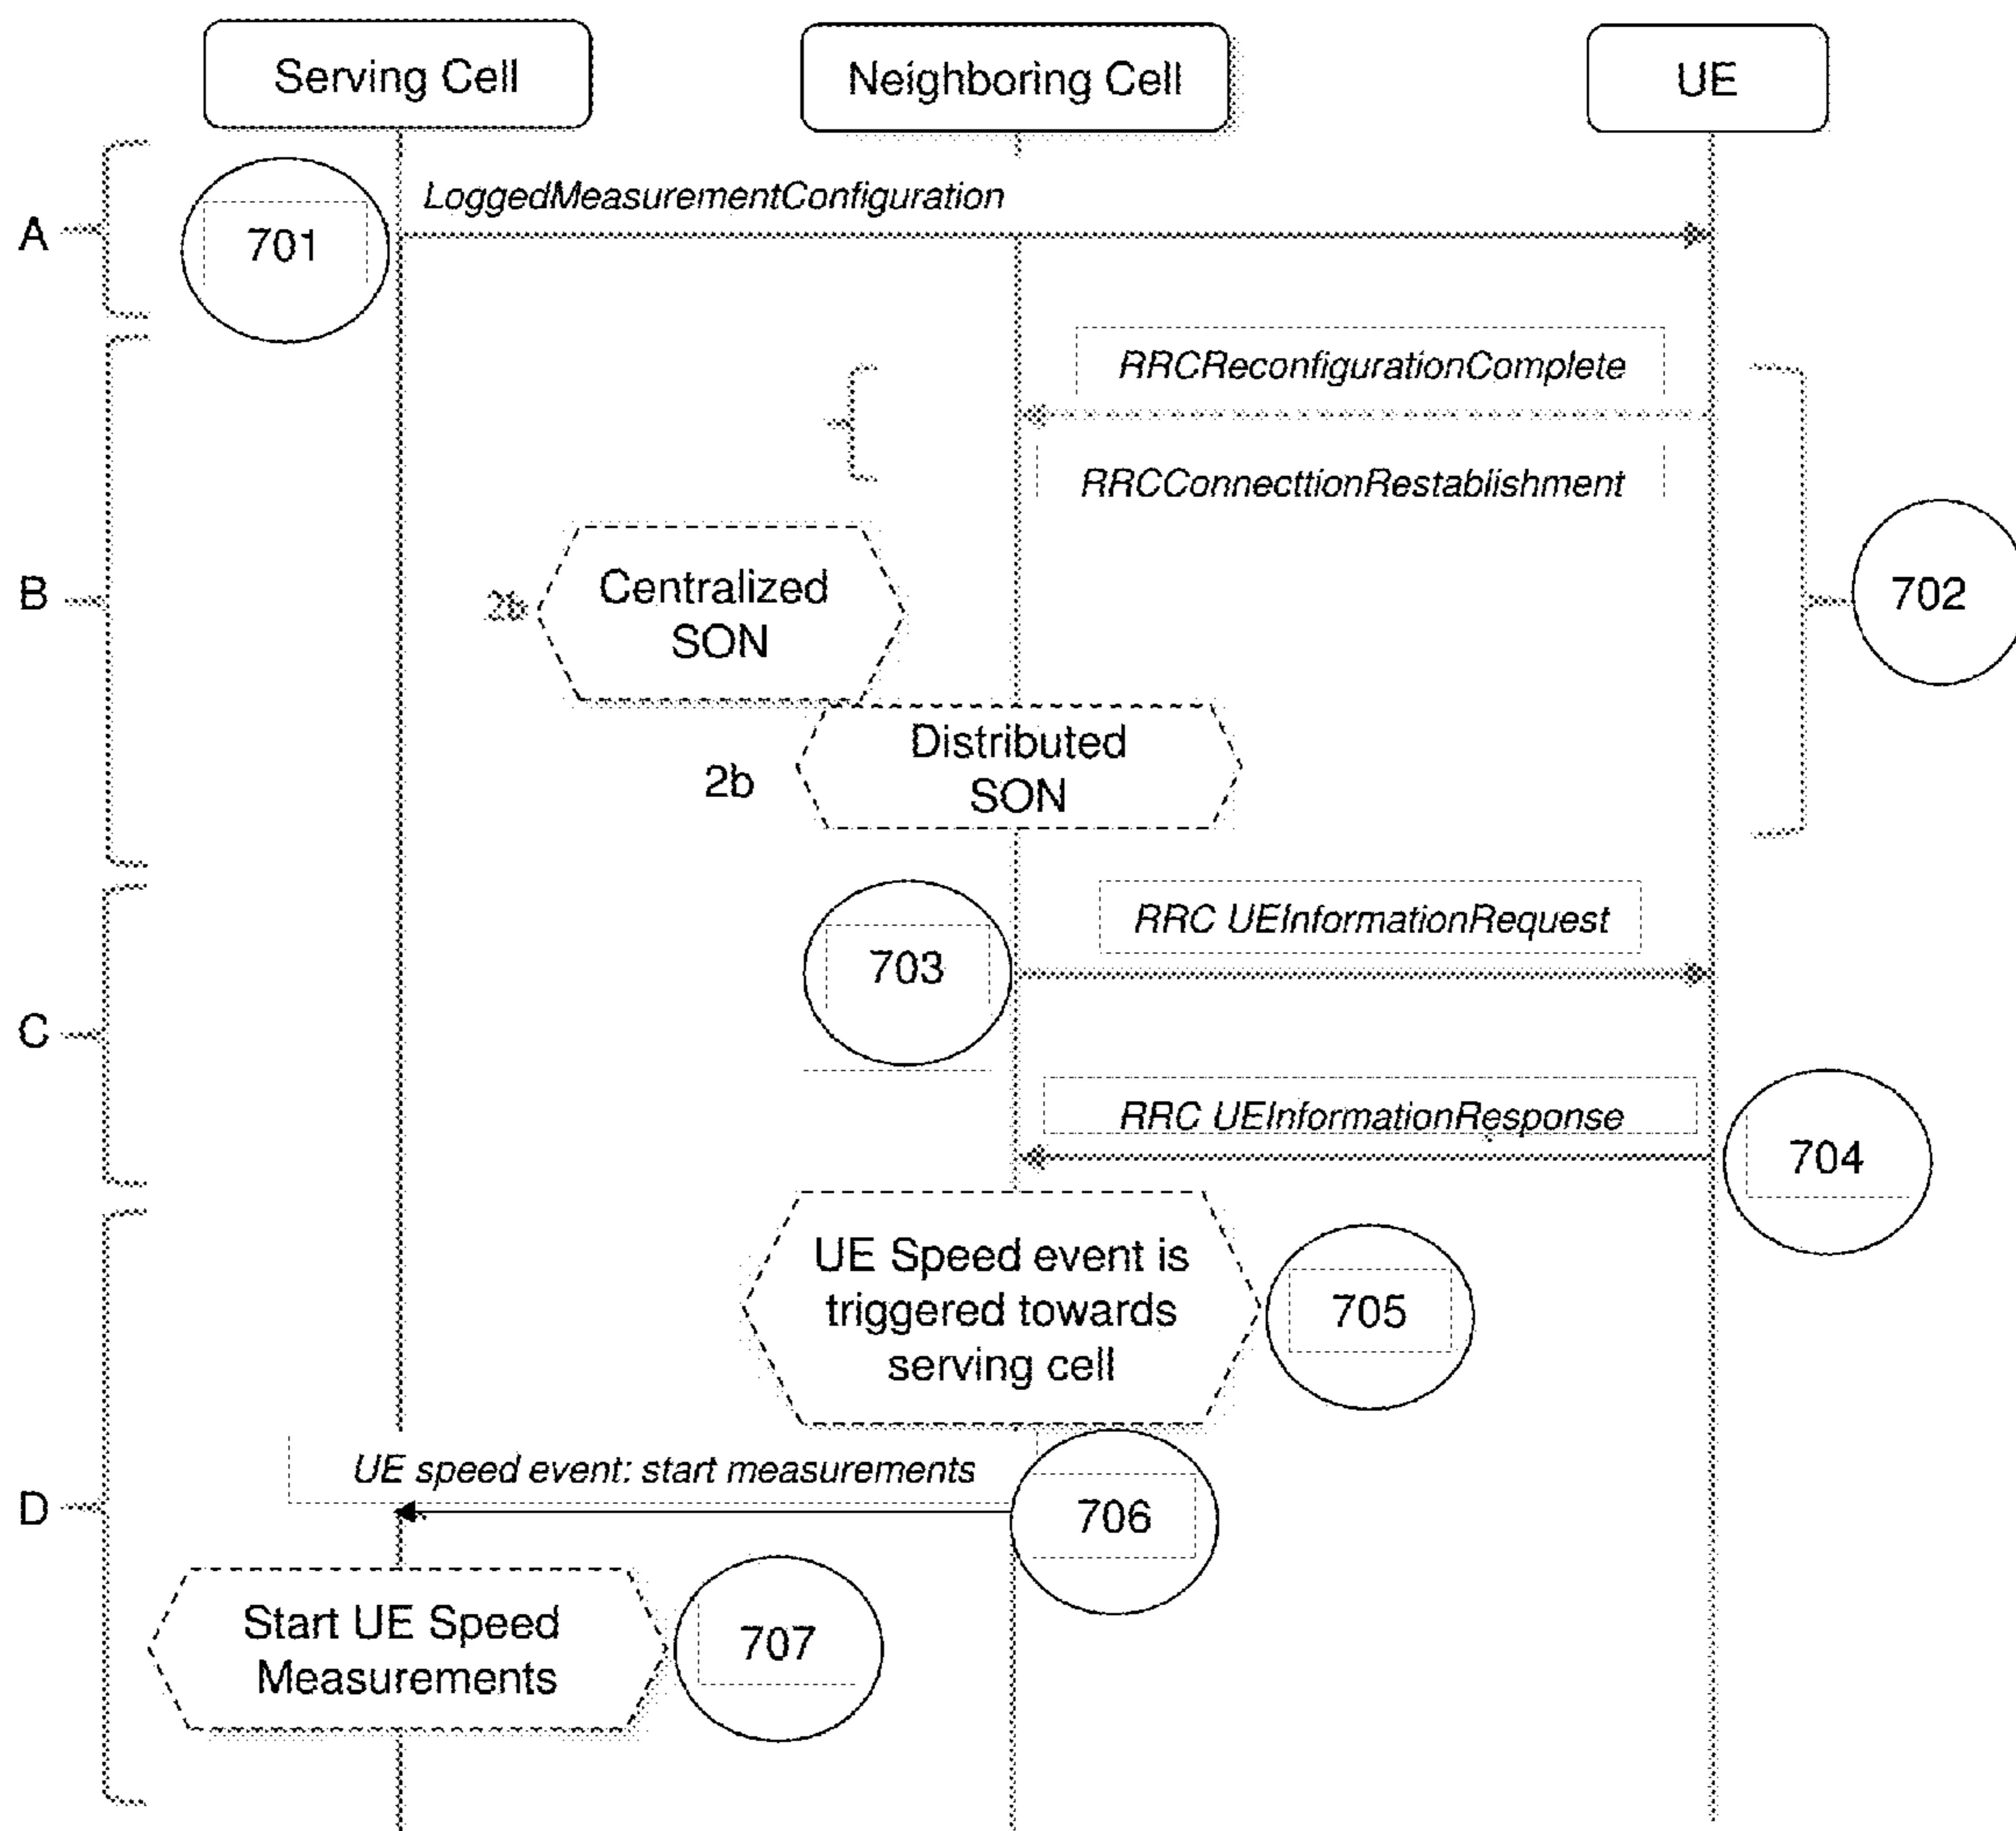 Serving Cell
Neighboring Cell
UE
A
701
LoggedMeasurementConfiguration
RRCReconfigurationComplete
RRCConnecttionRestablishment
B
2b
Centralized
SON
702
2b
Distributed
SON
C
703
RRC UEInformationRequest
RRC UEInformationResponse
704
UE Speed event is
triggered towards
serving cell
705
D
UE speed event: start measurements
706
Start UE Speed
Measurements
707